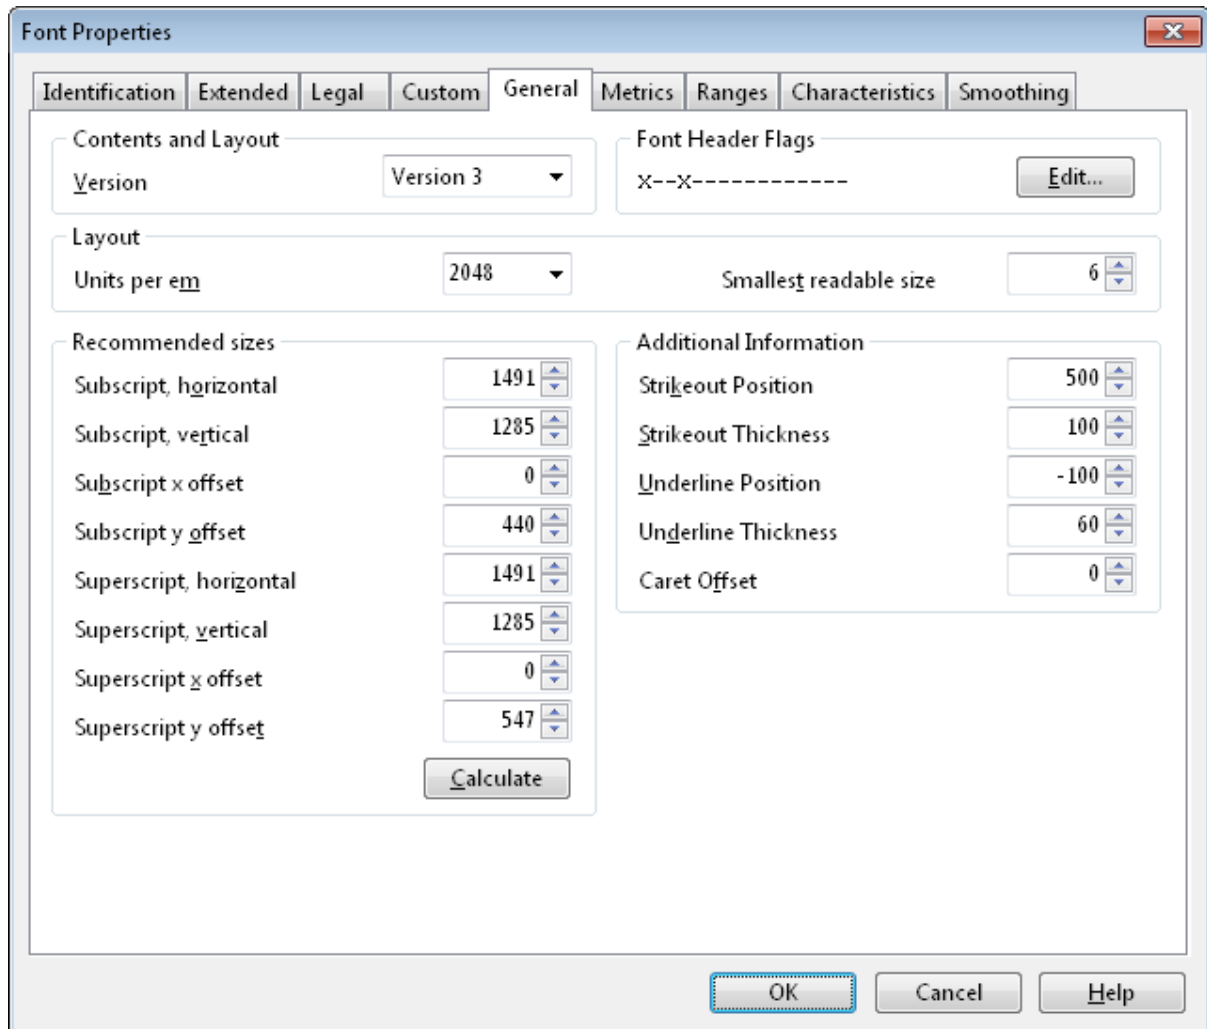 Font Properties
Identification Extended Legal Custom General Metrics Ranges Characteristics Smoothing
Contents and Layout
Version Version 3
Font Header Flags
x--x------------ Edit...
Layout
Units per em 2048 Smallest readable size 6
Recommended sizes
Subscript, horizontal 1491
Subscript, vertical 1285
Subscript x offset 0
Subscript y offset 440
Superscript, horizontal 1491
Superscript, vertical 1285
Superscript x offset 0
Superscript y offset 547
Calculate
Additional Information
Strikeout Position 500
Strikeout Thickness 100
Underline Position -100
Underline Thickness 60
Caret Offset 0
OK Cancel Help